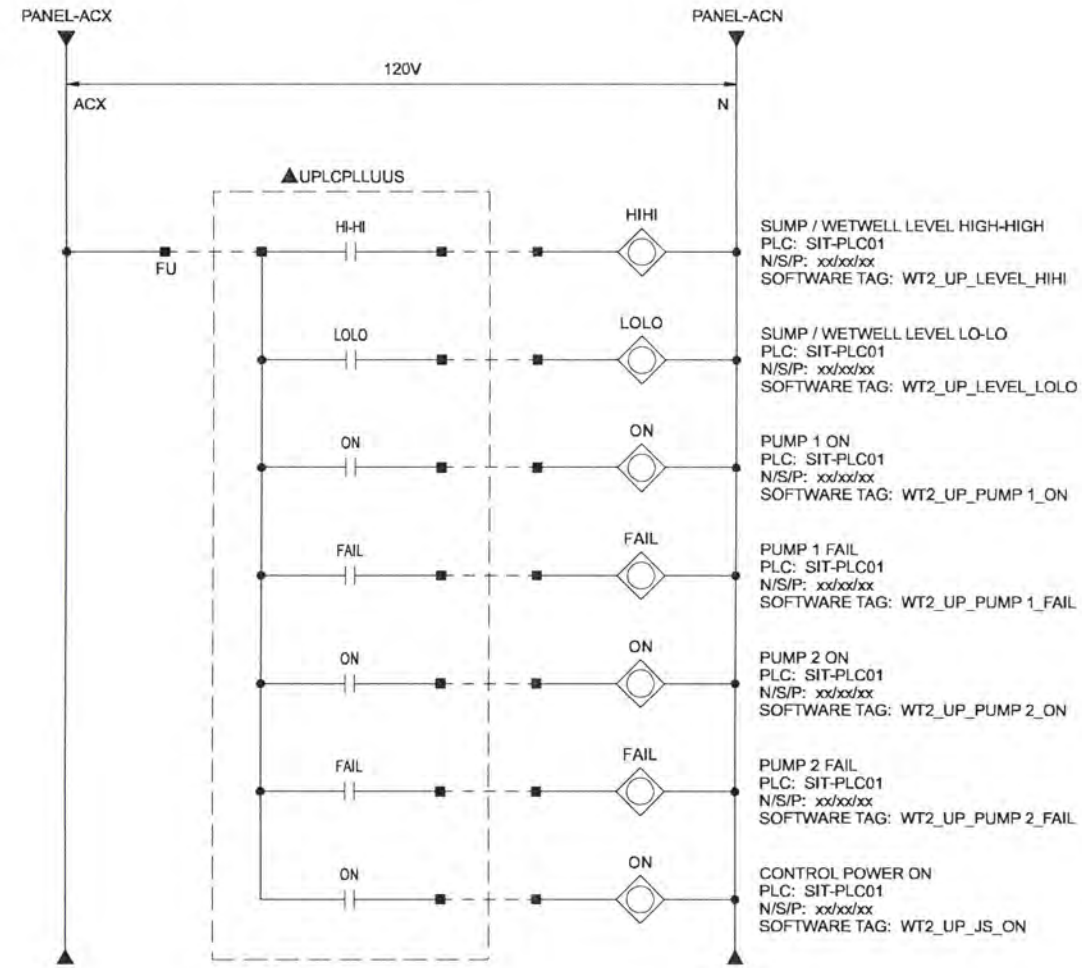 PANEL-ACX
PANEL-ACN
120V
ACX
N
UPLCPLLUUS
HI-HI
HIHI
SUMP / WETWELL LEVEL HIGH-HIGH
PLC: SIT-PLC01
N/S/P: xx/xx/xx
SOFTWARE TAG: WT2_UP_LEVEL_HIHI
FU
LOLO
LOLO
SUMP / WETWELL LEVEL LO-LO
PLC: SIT-PLC01
N/S/P: xx/xx/xx
SOFTWARE TAG: WT2_UP_LEVEL_LOLO
ON
ON
PUMP 1 ON
PLC: SIT-PLC01
N/S/P: xx/xx/xx
SOFTWARE TAG: WT2_UP_PUMP 1_ON
FAIL
FAIL
PUMP 1 FAIL
PLC: SIT-PLC01
N/S/P: xx/xx/xx
SOFTWARE TAG: WT2_UP_PUMP 1_FAIL
ON
ON
PUMP 2 ON
PLC: SIT-PLC01
N/S/P: xx/xx/xx
SOFTWARE TAG: WT2_UP_PUMP 2_ON
FAIL
FAIL
PUMP 2 FAIL
PLC: SIT-PLC01
N/S/P: xx/xx/xx
SOFTWARE TAG: WT2_UP_PUMP 2_FAIL
ON
ON
CONTROL POWER ON
PLC: SIT-PLC01
N/S/P: xx/xx/xx
SOFTWARE TAG: WT2_UP_JS_ON